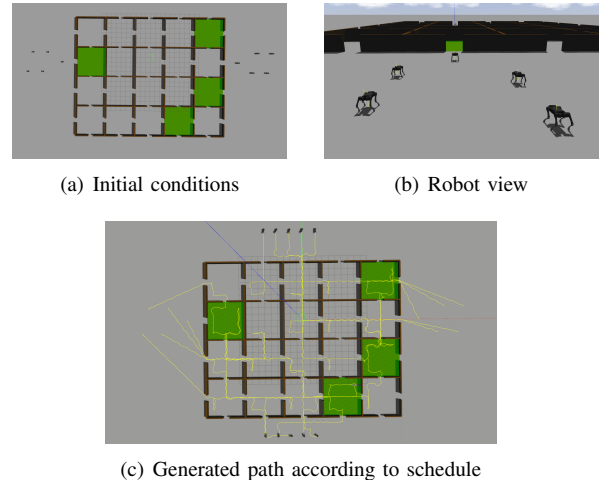 (a) Initial conditions
(b) Robot view
(c) Generated path according to schedule